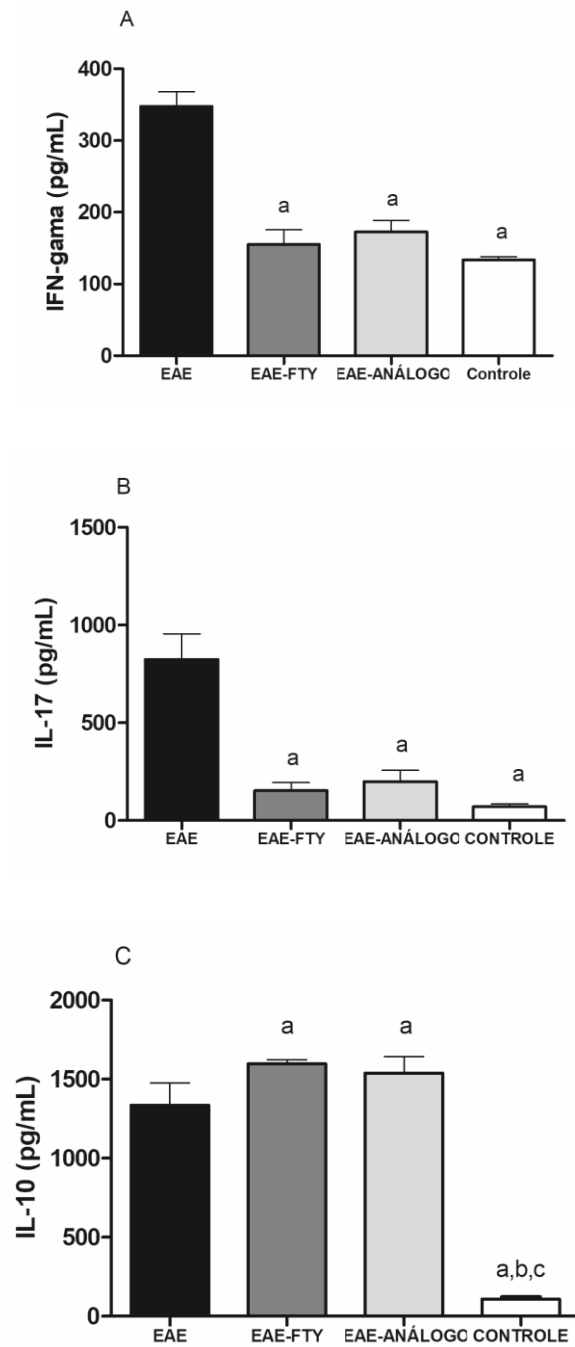 A
IFN-gama (pg/mL)
400
300
200
100
0
a
a
a
EAE
EAE-FTY
EAE-ANÁLOGO
Controle
B
IL-17 (pg/mL)
1500
1000
500
0
a
a
a
EAE
EAE-FTY
EAE-ANÁLOGO
CONTROLE
C
IL-10 (pg/mL)
2000
1500
1000
500
0
a
a
a,b,c
EAE
EAE-FTY
EAE-ANÁLOGO
CONTROLE